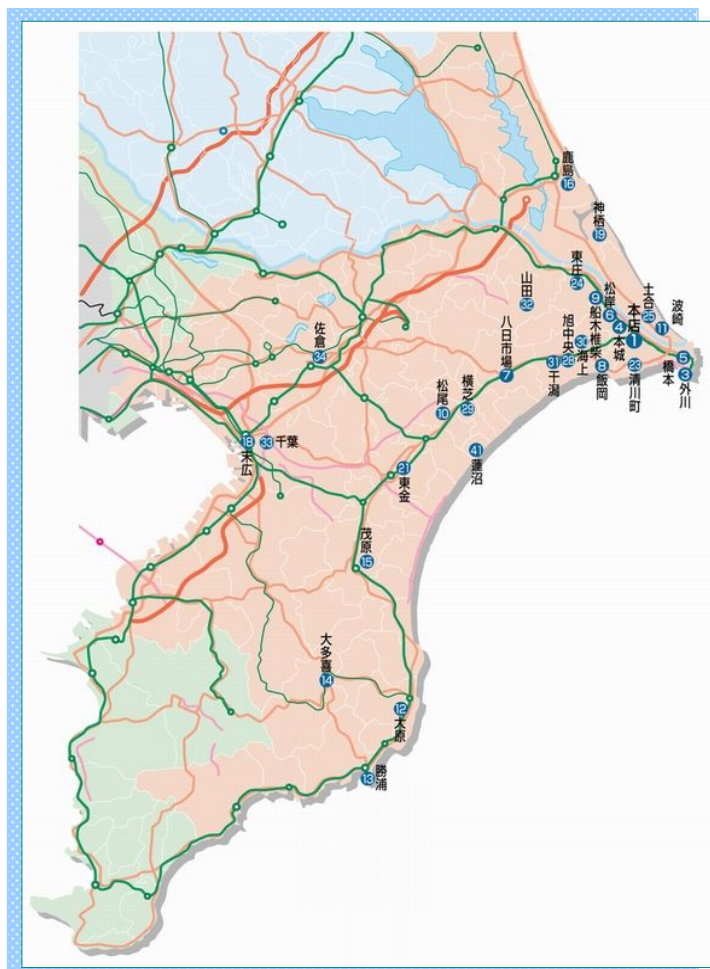 鹿島
16
神栖
19
東庄
24
山田
32
9
船木椎柴
松岸
6
4
本城
本店
1
土合
25
波崎
11
橋本
5
3
外川
清川町
23
飯岡
8
30
海上
旭中央
28
31
干潟
八日市場
7
横芝
29
松尾
10
41
蓮沼
佐倉
34
18
末広
33 千葉
21
東金
茂原
15
大多喜
14
12
大原
13
勝浦